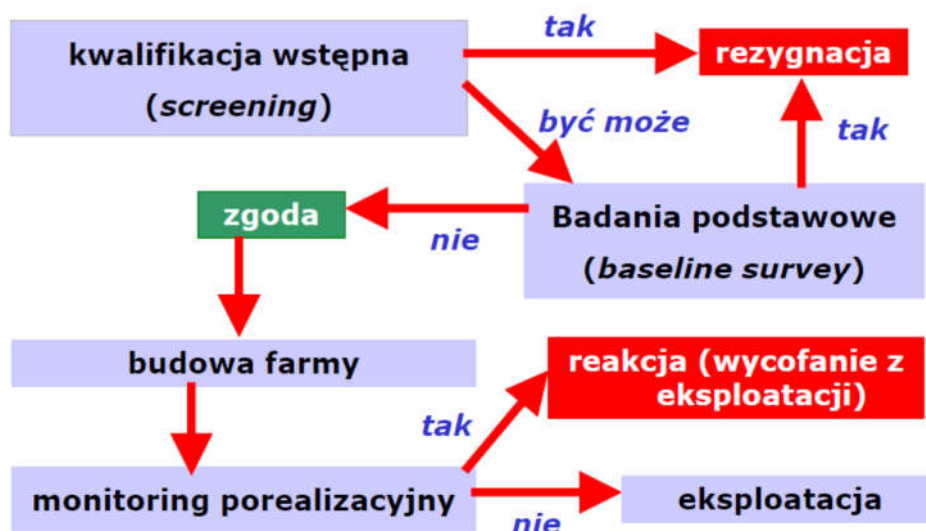 kwalifikacja wstępna
(screening)
tak
rezygnacja
być może
tak
zgoda
nie
Badania podstawowe
(baseline survey)
budowa farmy
reakcja (wycofanie z
eksploatacji)
tak
monitoring porealizacyjny
nie
eksploatacja